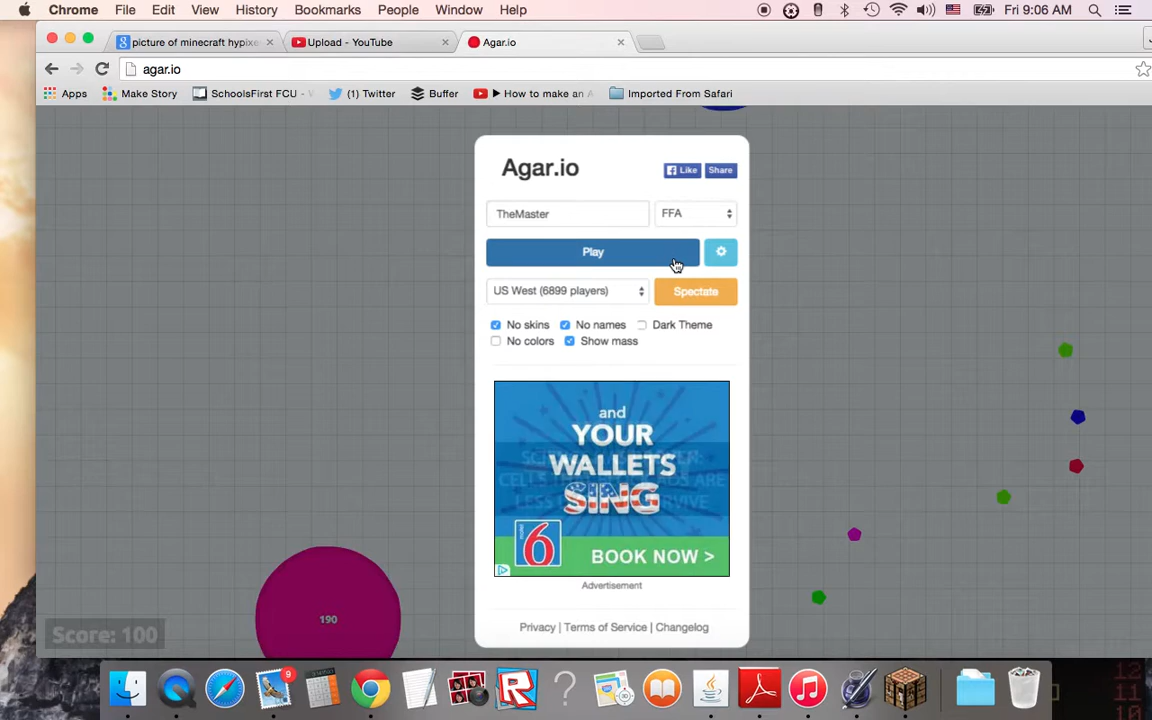 Chrome File Edit View History Bookmarks People Window Help Fri 9:06 AM
picture of minecraft hypixe Upload - YouTube Agar.io
agar.io
Apps Make Story SchoolsFirst FCU - (1) Twitter Buffer ▶ How to make an Imported From Safari
Agar.io Like Share
TheMaster FFA
Play
US West (6899 players) Spectate
No skins No names Dark Theme
No colors Show mass
and
YOUR
WALLETS
SING
6
BOOK NOW >
Advertisement
190
Privacy | Terms of Service | Changelog
Score: 100
9
12
11
10